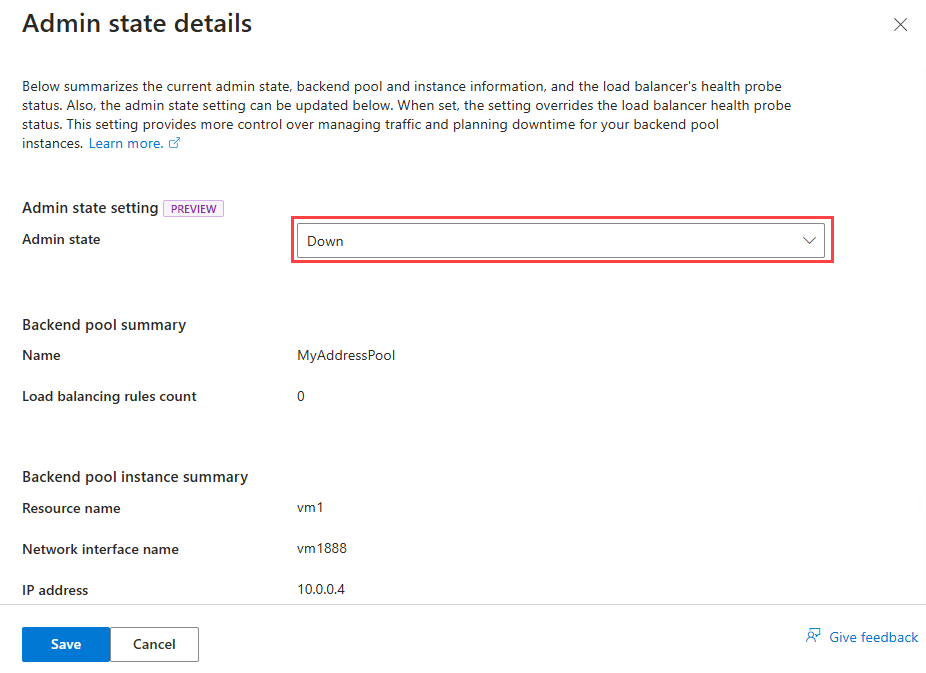 Admin state details
Below summarizes the current admin state, backend pool and instance information, and the load balancer's health probe
status. Also, the admin state setting can be updated below. When set, the setting overrides the load balancer health probe
status. This setting provides more control over managing traffic and planning downtime for your backend pool
instances. Learn more.
Admin state setting PREVIEW
Admin state Down
Backend pool summary
Name MyAddressPool
Load balancing rules count 0
Backend pool instance summary
Resource name vm1
Network interface name vm1888
IP address 10.0.0.4
Save Cancel Give feedback